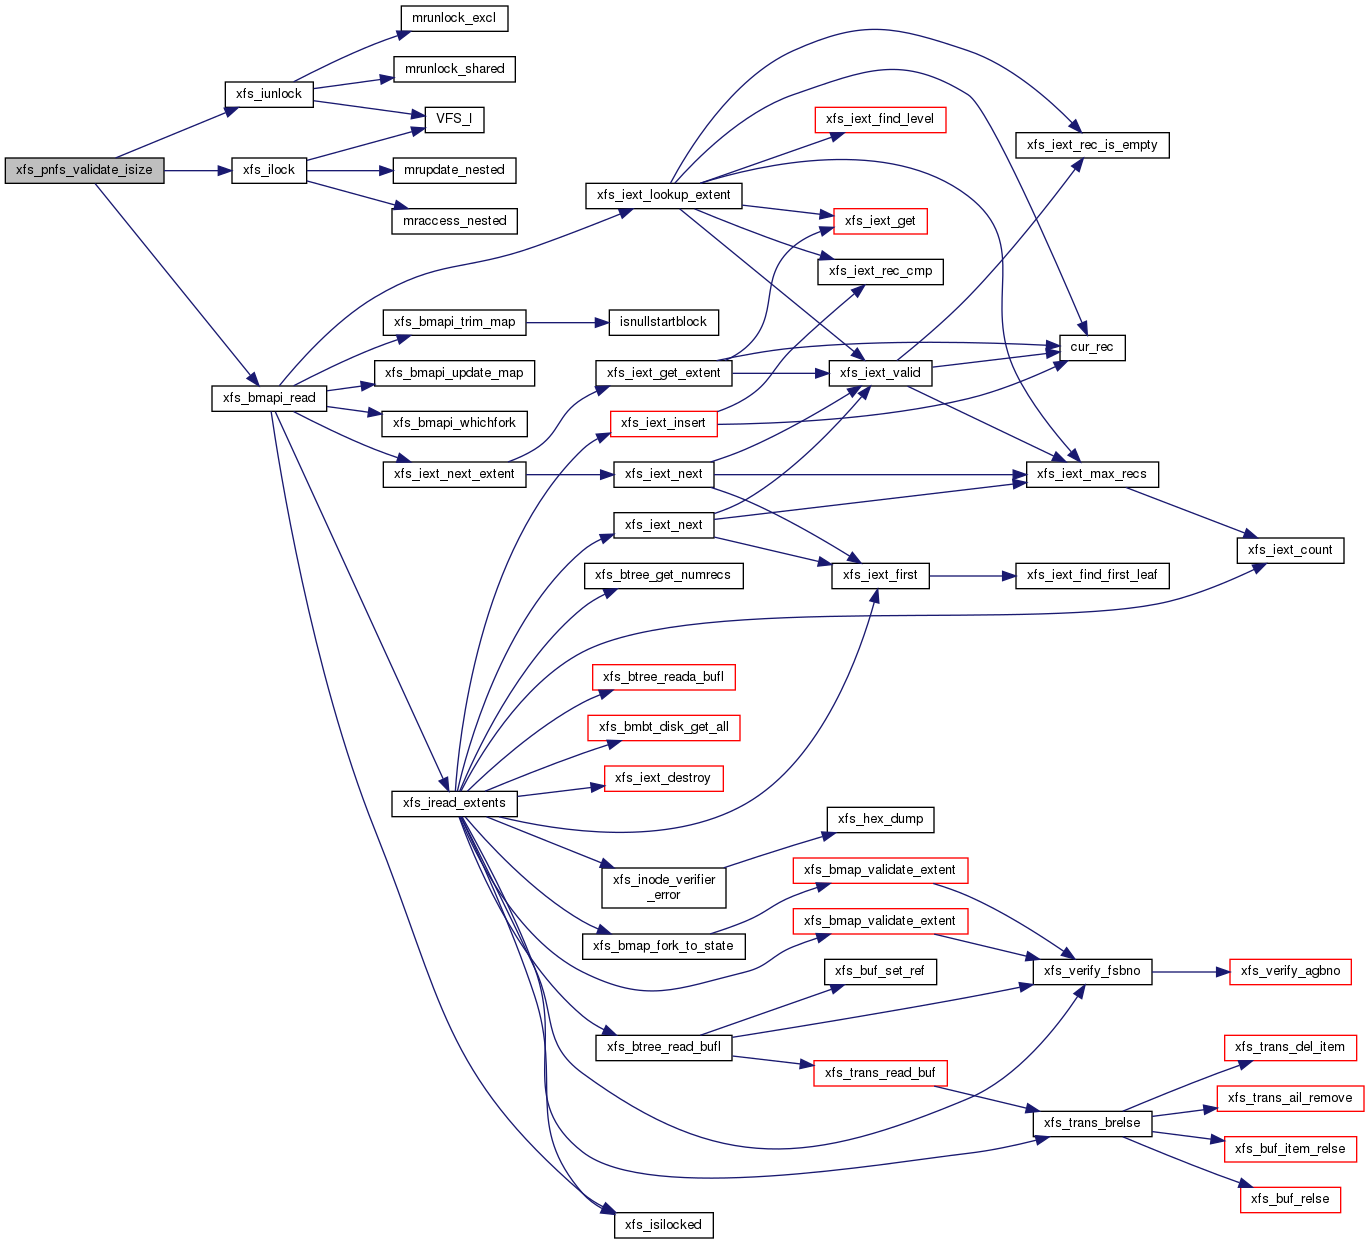 mrunlock_excl
mrunlock_shared
xfs_iunlock
VFS_I
xfs_iext_find_level
xfs_iext_rec_is_empty
xfs_pnfs_validate_isize
xfs_ilock
mrupdate_nested
xfs_iext_lookup_extent
mraccess_nested
xfs_iext_get
xfs_iext_rec_cmp
xfs_bmapi_trim_map
isnullstartblock
cur_rec
xfs_bmapi_update_map
xfs_iext_get_extent
xfs_iext_valid
xfs_bmapi_read
xfs_bmapi_whichfork
xfs_iext_insert
xfs_iext_next_extent
xfs_iext_next
xfs_iext_max_recs
xfs_iext_next
xfs_iext_count
xfs_btree_get_numrecs
xfs_iext_first
xfs_iext_find_first_leaf
xfs_btree_reada_bufl
xfs_bmbt_disk_get_all
xfs_iext_destroy
xfs_iread_extents
xfs_hex_dump
xfs_inode_verifier
_error
xfs_bmap_validate_extent
xfs_bmap_validate_extent
xfs_bmap_fork_to_state
xfs_buf_set_ref
xfs_verify_fsbno
xfs_verify_agbno
xfs_btree_read_bufl
xfs_trans_del_item
xfs_trans_read_buf
xfs_trans_ail_remove
xfs_trans_brelse
xfs_buf_item_relse
xfs_buf_relse
xfs_isilocked